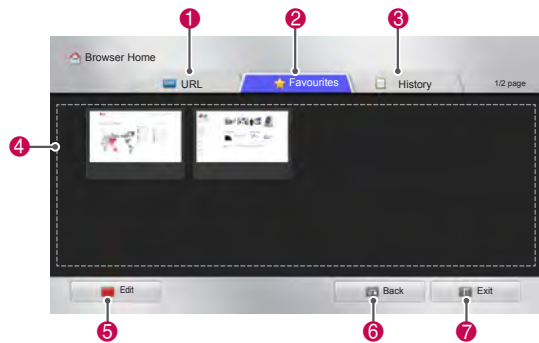 1 2 3
Browser Home
URL Favourites History 1/2 page
4
Edit Back Exit
5 6 7